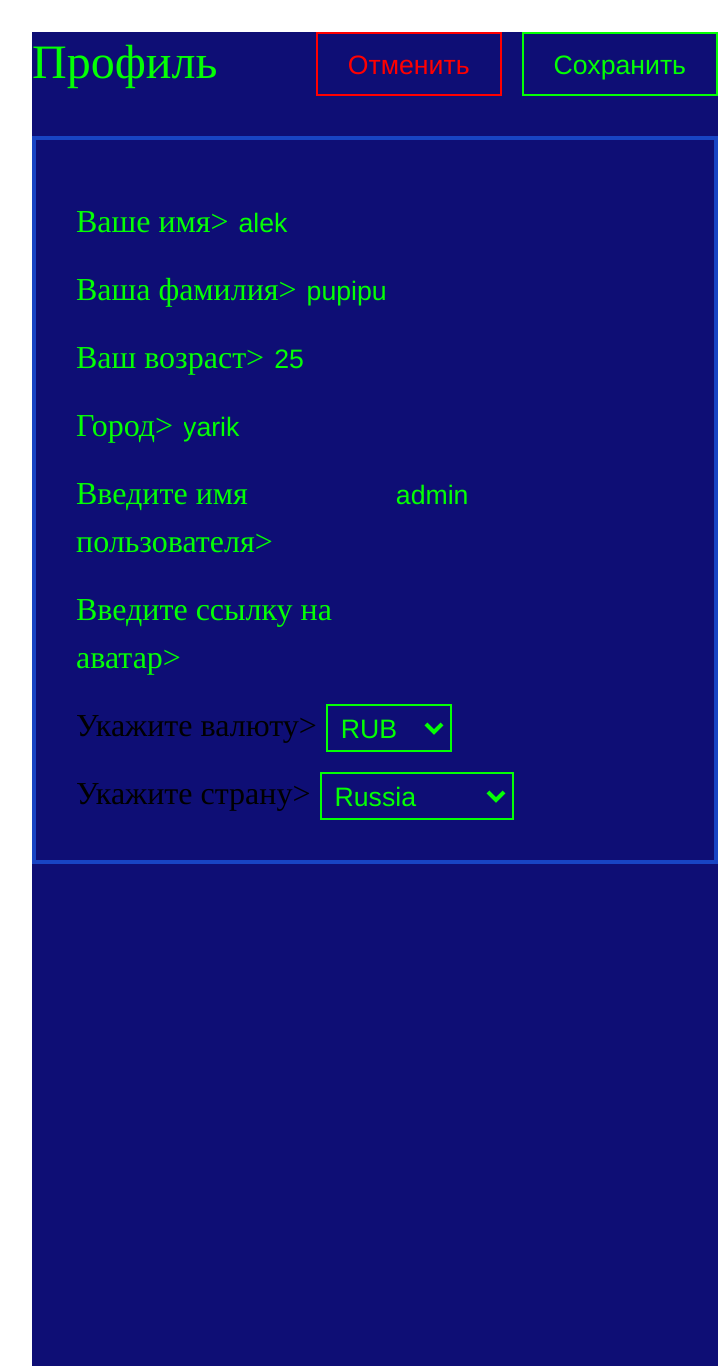 Профиль Отменить Сохранить
Ваше имя> alek
Ваша фамилия> pupipu
Ваш возраст> 25
Город> yarik
Введите имя admin
пользователя>
Введите ссылку на
аватар>
Укажите валюту> RUB
Укажите страну> Russia